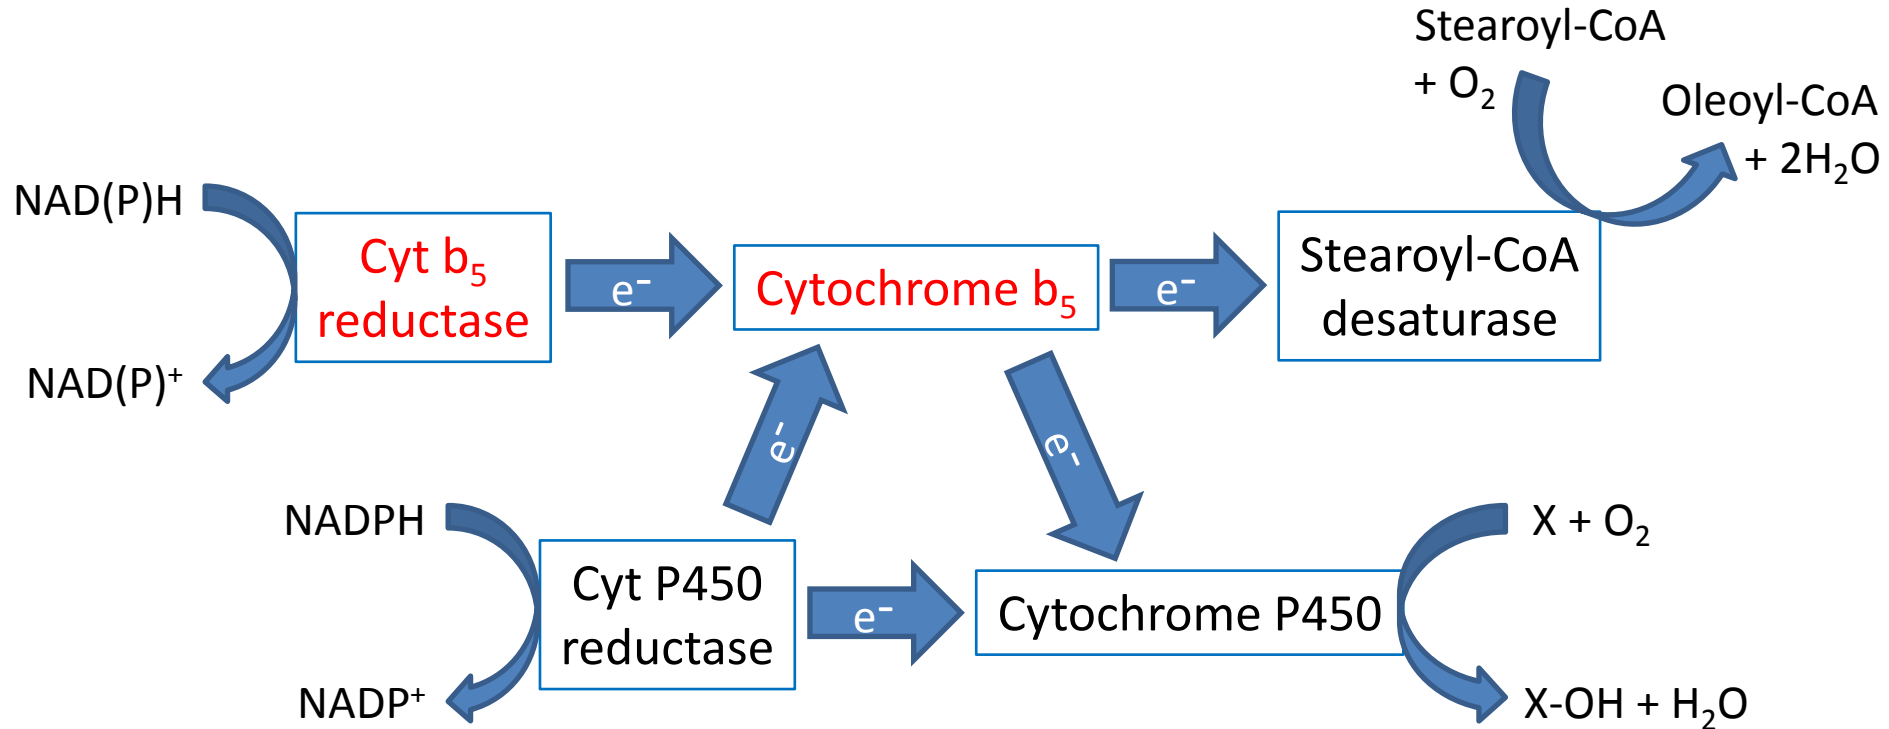 Stearoyl-CoA
+ O₂
Oleoyl-CoA
+ 2H₂O
NAD(P)H
Cyt b₅
reductase
e⁻
Cytochrome b₅
e⁻
Stearoyl-CoA
desaturase
NAD(P)⁺
e⁻
e⁻
NADPH
Cyt P450
reductase
e⁻
Cytochrome P450
X + O₂
NADP⁺
X-OH + H₂O